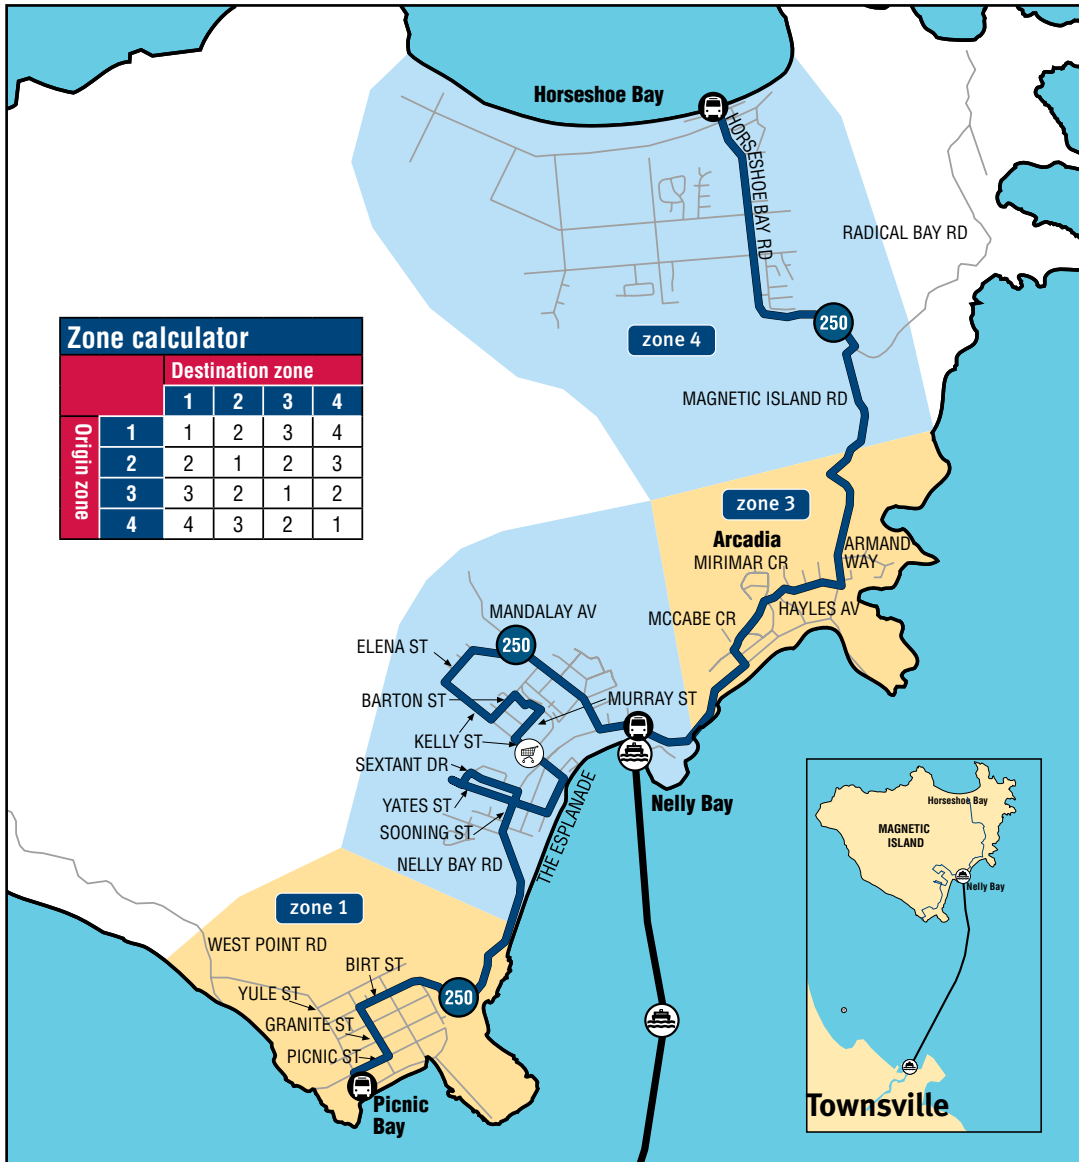 Horseshoe Bay
HORSESHOE BAY RD
RADICAL BAY RD
250
zone 4
MAGNETIC ISLAND RD
Zone calculator
Destination zone
1 2 3 4
Origin zone
1 1 2 3 4
2 2 1 2 3
3 3 2 1 2
4 4 3 2 1
zone 3
Arcadia
MIRIMAR CR
ARMAND
WAY
MCCABE CR
HAYLES AV
MANDALAY AV
250
ELENA ST
BARTON ST
MURRAY ST
KELLY ST
SEXTANT DR
YATES ST
SOONING ST
NELLY BAY RD
THE ESPLANADE
Nelly Bay
zone 1
WEST POINT RD
BIRT ST
YULE ST
250
GRANITE ST
PICNIC ST
Picnic
Bay
Horseshoe Bay
MAGNETIC
ISLAND
Nelly Bay
Townsville